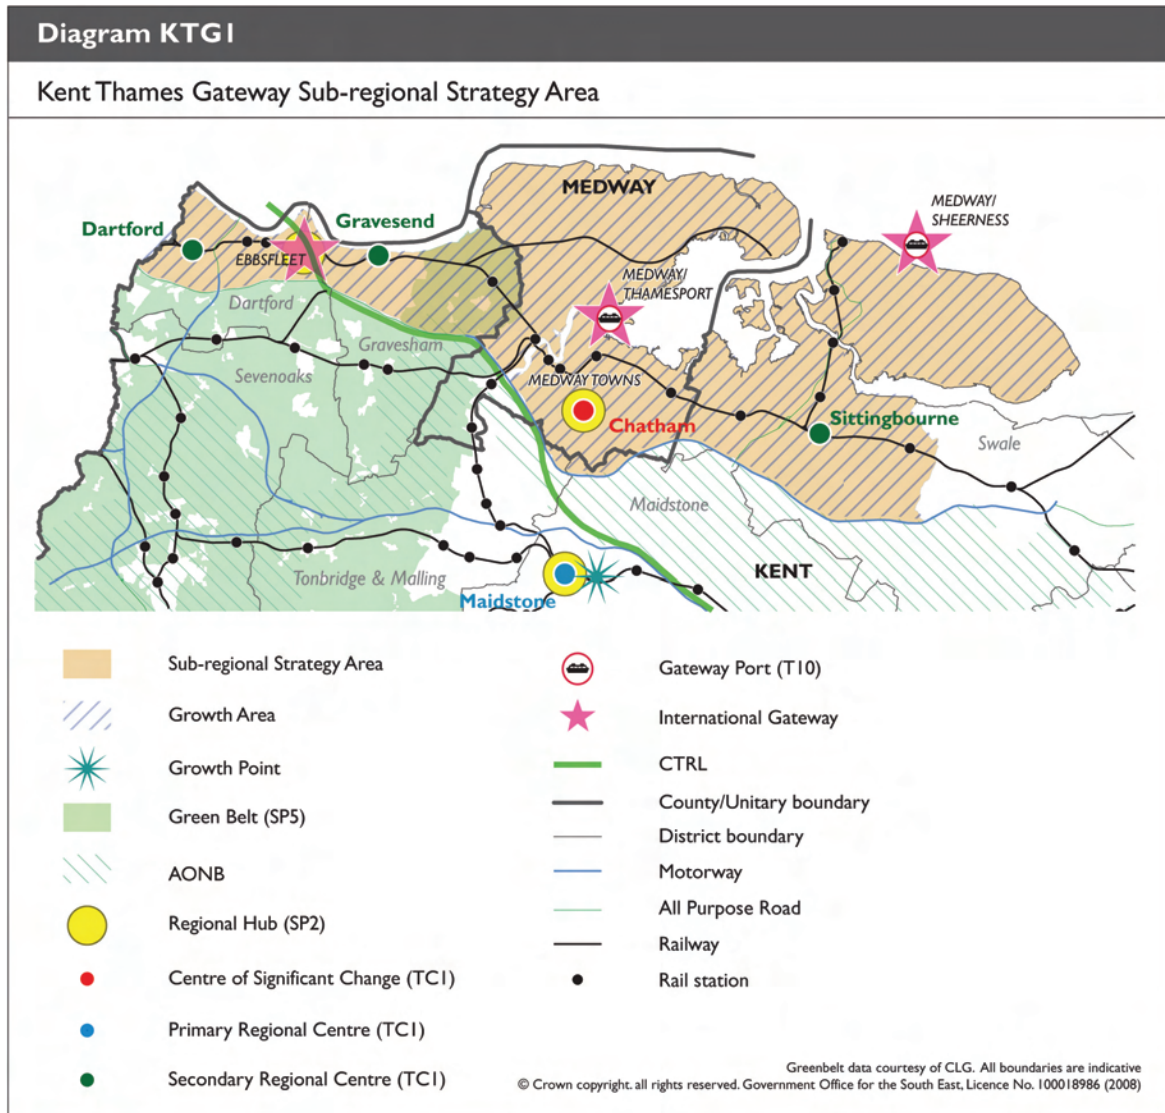 Diagram KTG1
Kent Thames Gateway Sub-regional Strategy Area
MEDWAY
MEDWAY/
SHEERNESS
Dartford
Gravesend
EBBSFLEET
MEDWAY/
THAMESPORT
Dartford
Gravesham
Sevenoaks
MEDWAY TOWNS
Chatham
Sittingbourne
Swale
Maidstone
Tonbridge & Malling
KENT
Maidstone
Sub-regional Strategy Area
Growth Area
Growth Point
Green Belt (SP5)
AONB
Regional Hub (SP2)
Centre of Significant Change (TC1)
Primary Regional Centre (TC1)
Secondary Regional Centre (TC1)
Gateway Port (T10)
International Gateway
CTRL
County/Unitary boundary
District boundary
Motorway
All Purpose Road
Railway
Rail station
Greenbelt data courtesy of CLG. All boundaries are indicative
© Crown copyright. all rights reserved. Government Office for the South East, Licence No. 100018986 (2008)